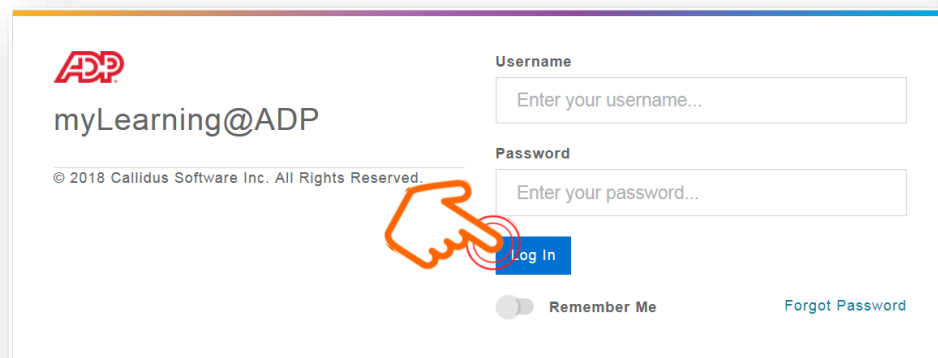 ADP
myLearning@ADP
© 2018 Callidus Software Inc. All Rights Reserved.
Username
Enter your username...
Password
Enter your password...
Log In
Remember Me
Forgot Password